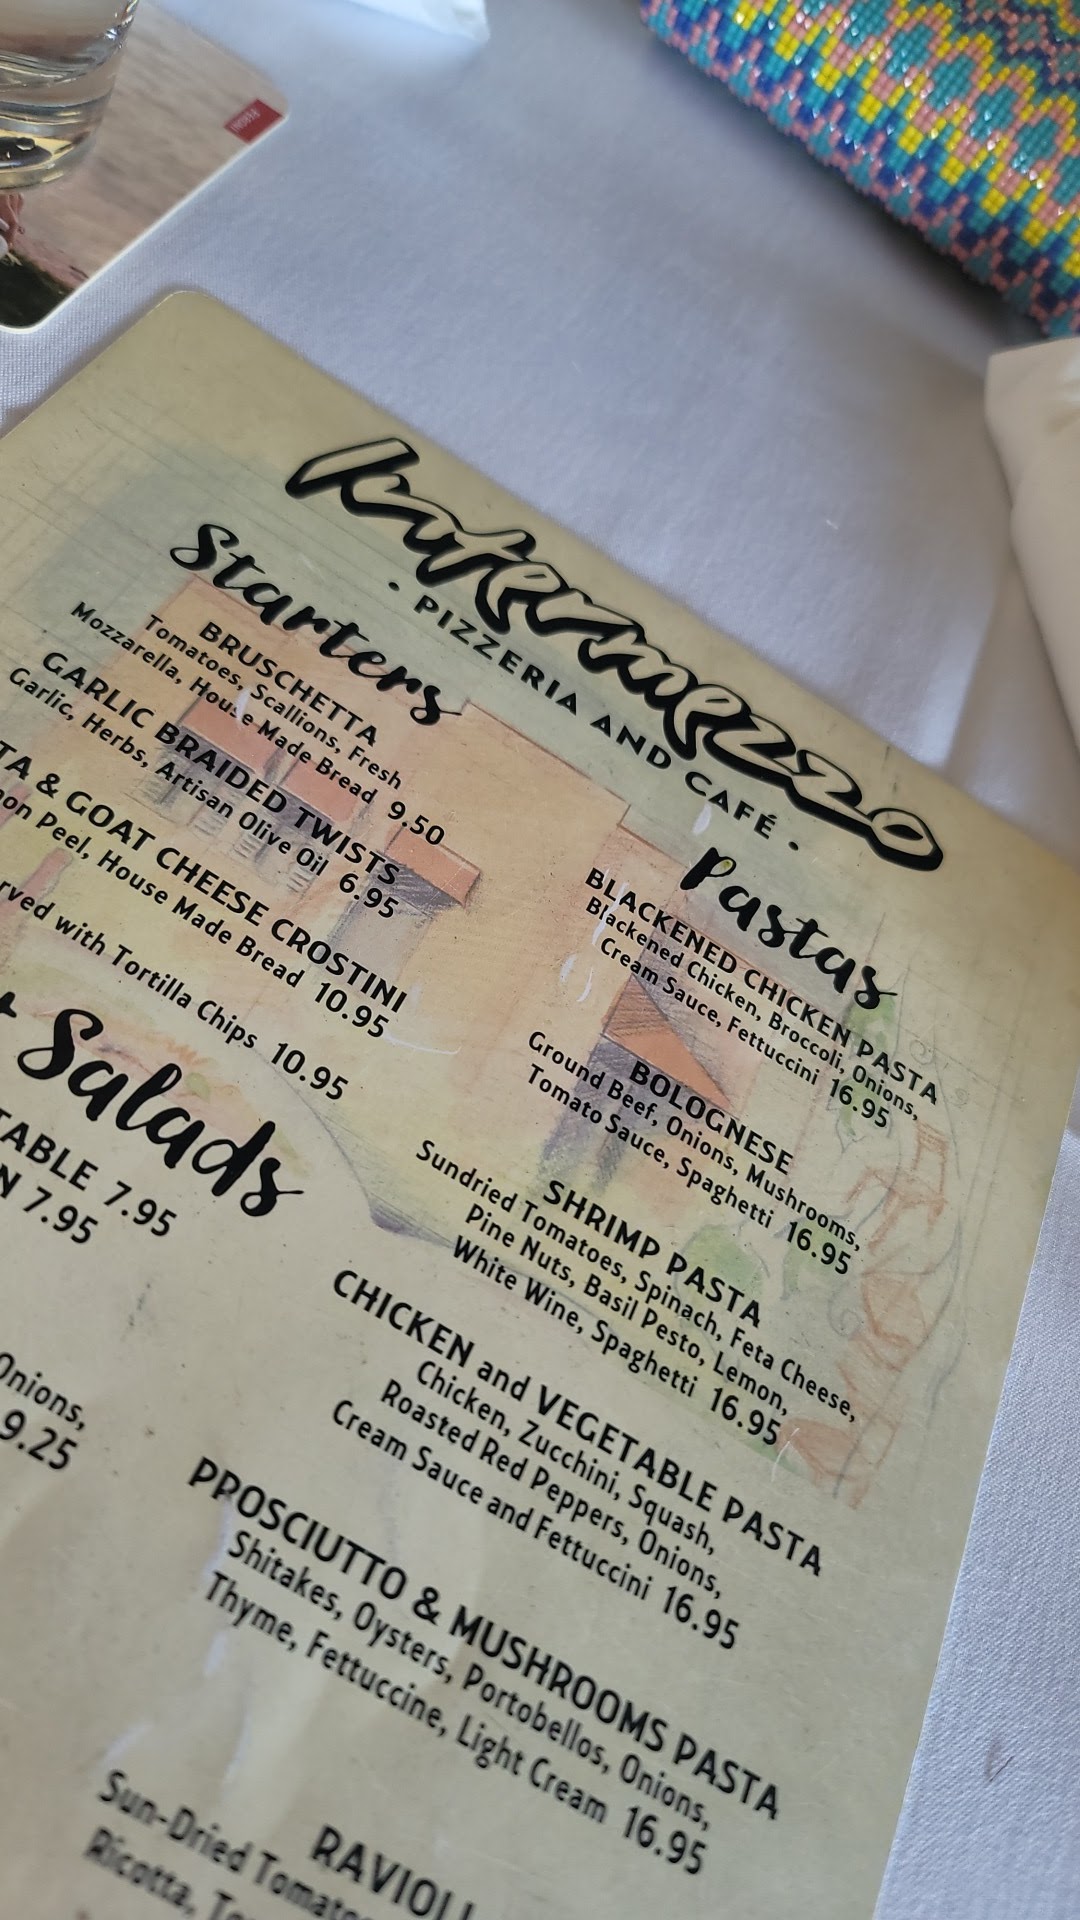 Kafermezzo
• PIZZERIA AND CAFÉ •
Starters
BRUSCHETTA
Tomatoes, Scallions, Fresh
Mozzarella, House Made Bread 9.50
GARLIC BRAIDED TWISTS
Garlic, Herbs, Artisan Olive Oil 6.95
& GOAT CHEESE CROSTINI
Peel, House Made Bread 10.95
with Tortilla Chips 10.95
Salads
7.95
7.95
Onions,
9.25
Pastas
BLACKENED CHICKEN PASTA
Blackened Chicken, Broccoli, Onions,
Cream Sauce, Fettuccini 16.95
BOLOGNESE
Ground Beef, Onions, Mushrooms,
Tomato Sauce, Spaghetti 16.95
SHRIMP PASTA
Sundried Tomatoes, Spinach, Feta Cheese,
Pine Nuts, Basil Pesto, Lemon,
White Wine, Spaghetti 16.95
CHICKEN and VEGETABLE PASTA
Chicken, Zucchini, Squash,
Roasted Red Peppers, Onions,
Cream Sauce and Fettuccini 16.95
PROSCIUTTO & MUSHROOMS PASTA
Shitakes, Oysters, Portobellos, Onions,
Thyme, Fettuccine, Light Cream 16.95
RAVIOLI
Sun-Dried
Ricotta,